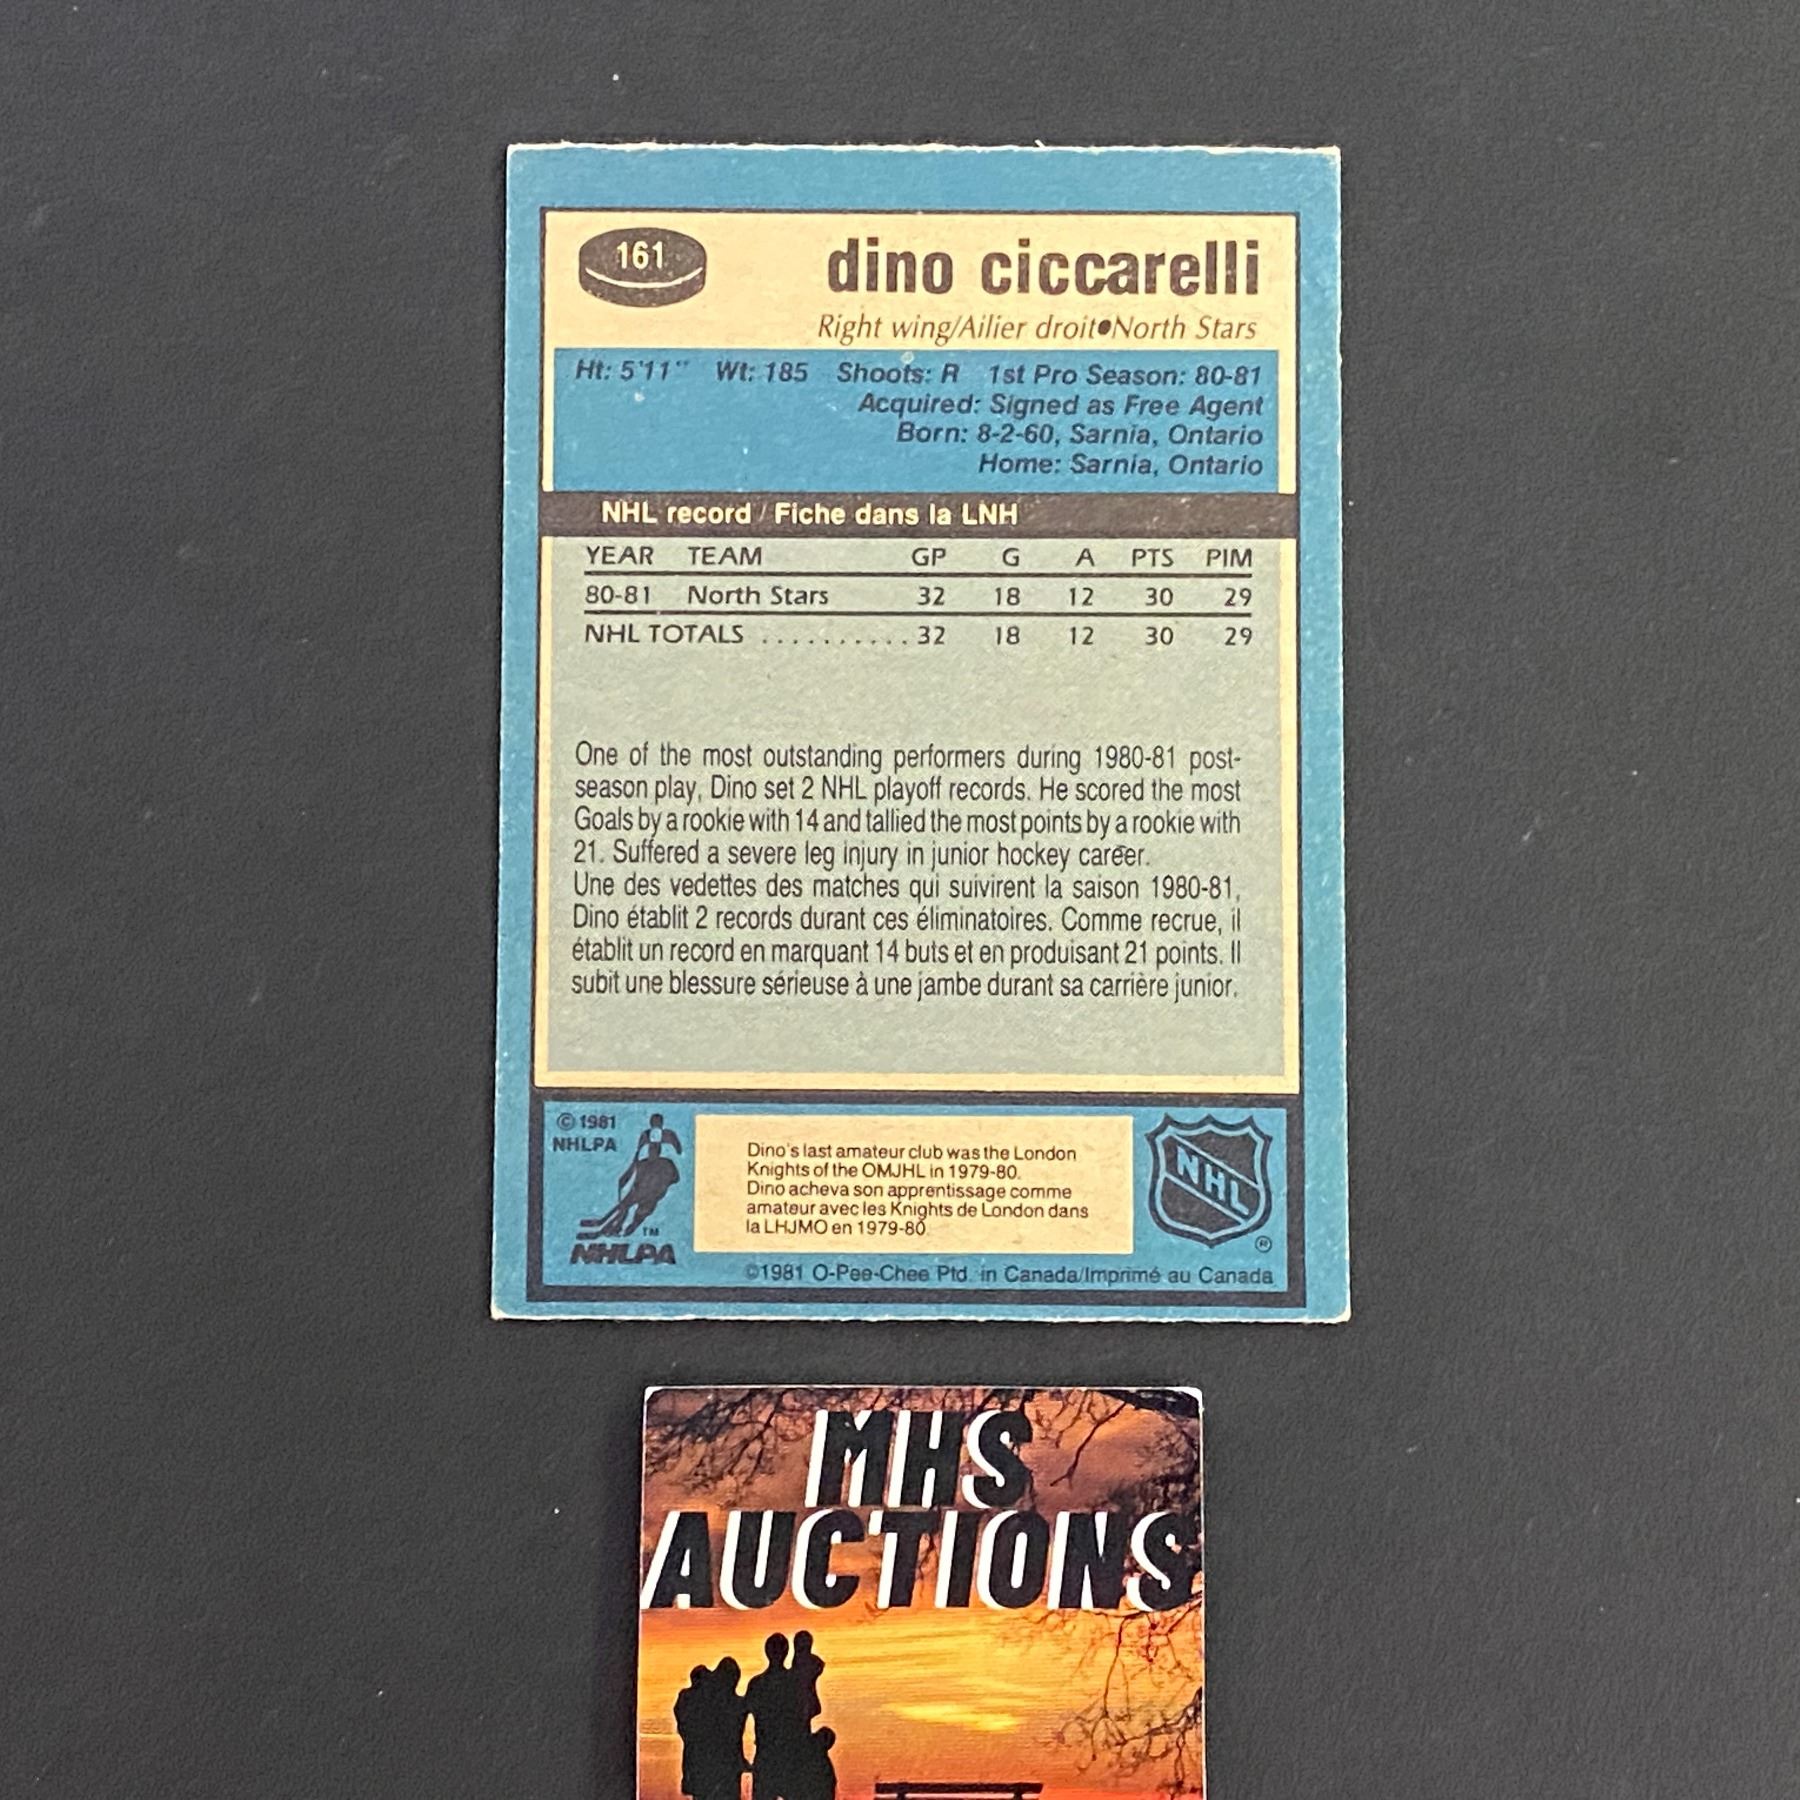 161
dino ciccarelli
Right wing/Ailier droit•North Stars
Ht: 5'11" Wt: 185 Shoots: R 1st Pro Season: 80-81
Acquired: Signed as Free Agent
Born: 8-2-60, Sarnia, Ontario
Home: Sarnia, Ontario
NHL record / Fiche dans la LNH
YEAR TEAM GP G A PTS PIM
80-81 North Stars 32 18 12 30 29
NHL TOTALS .......... 32 18 12 30 29
One of the most outstanding performers during 1980-81 post-
season play, Dino set 2 NHL playoff records. He scored the most
Goals by a rookie with 14 and tallied the most points by a rookie with
21. Suffered a severe leg injury in junior hockey career.
Une des vedettes des matches qui suivirent la saison 1980-81,
Dino établit 2 records durant ces éliminatoires. Comme recrue, il
établit un record en marquant 14 buts et en produisant 21 points. Il
subit une blessure sérieuse à une jambe durant sa carrière junior.
© 1981
NHLPA
TM
NHLPA
Dino's last amateur club was the London
Knights of the OMJHL in 1979-80.
Dino acheva son apprentissage comme
amateur avec les Knights de London dans
la LHJMO en 1979-80.
NHL
®
©1981 O-Pee-Chee Ptd. in Canada/Imprimé au Canada
MHS
AUCTIONS